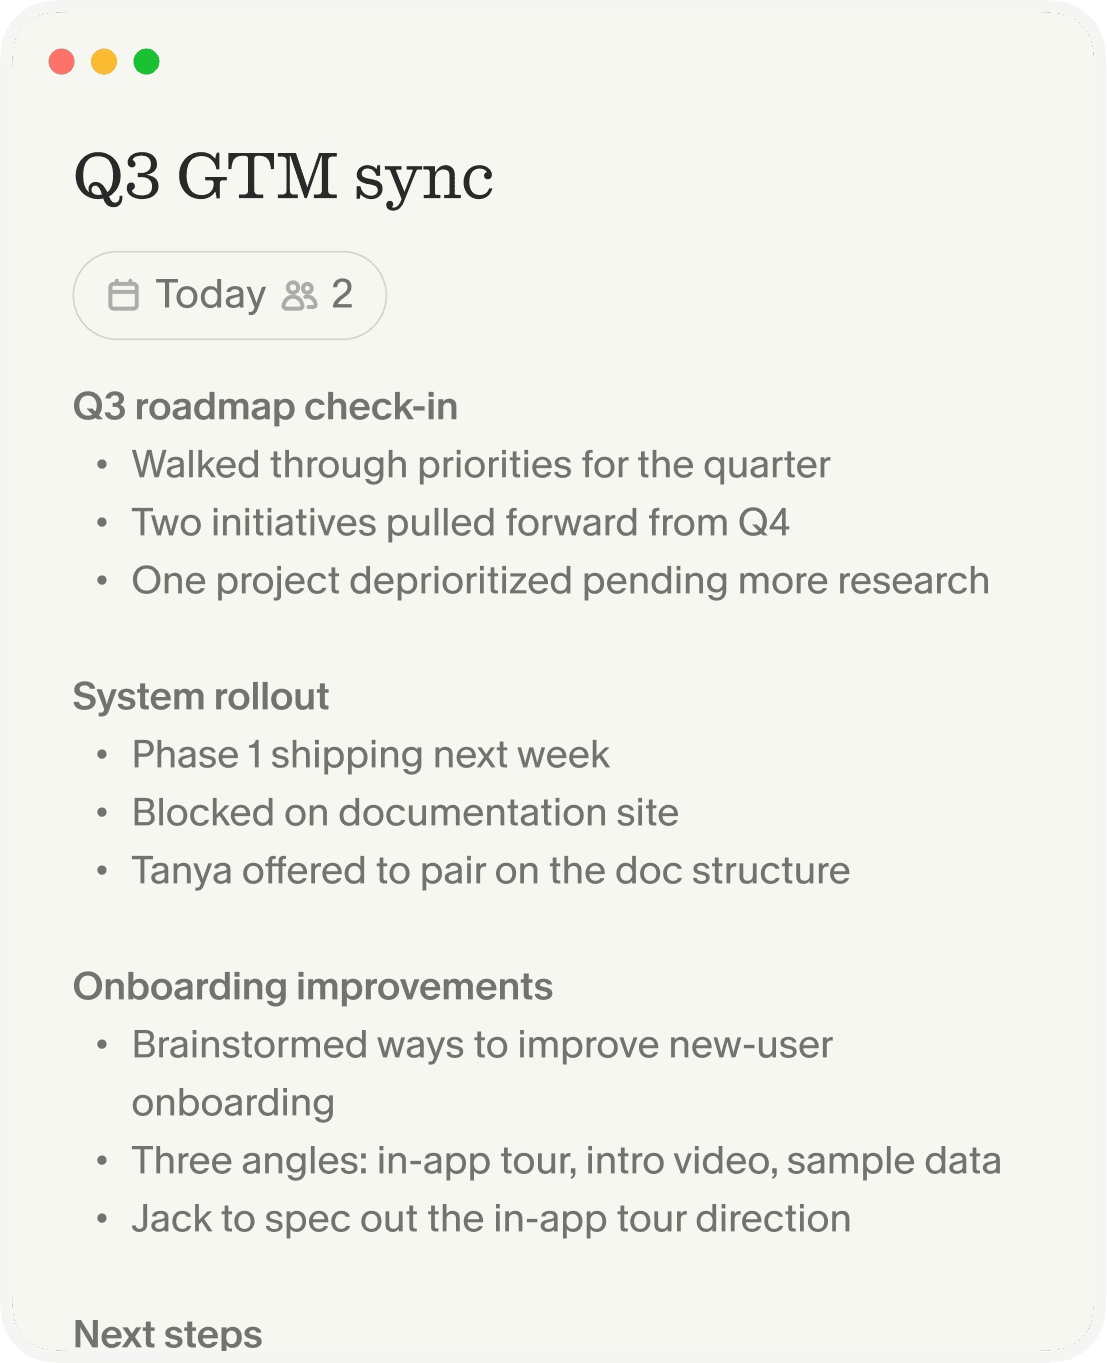 Q3 GTM sync
Today 2
Q3 roadmap check-in
• Walked through priorities for the quarter
• Two initiatives pulled forward from Q4
• One project deprioritized pending more research
System rollout
• Phase 1 shipping next week
• Blocked on documentation site
• Tanya offered to pair on the doc structure
Onboarding improvements
• Brainstormed ways to improve new-user
onboarding
• Three angles: in-app tour, intro video, sample data
• Jack to spec out the in-app tour direction
Next steps